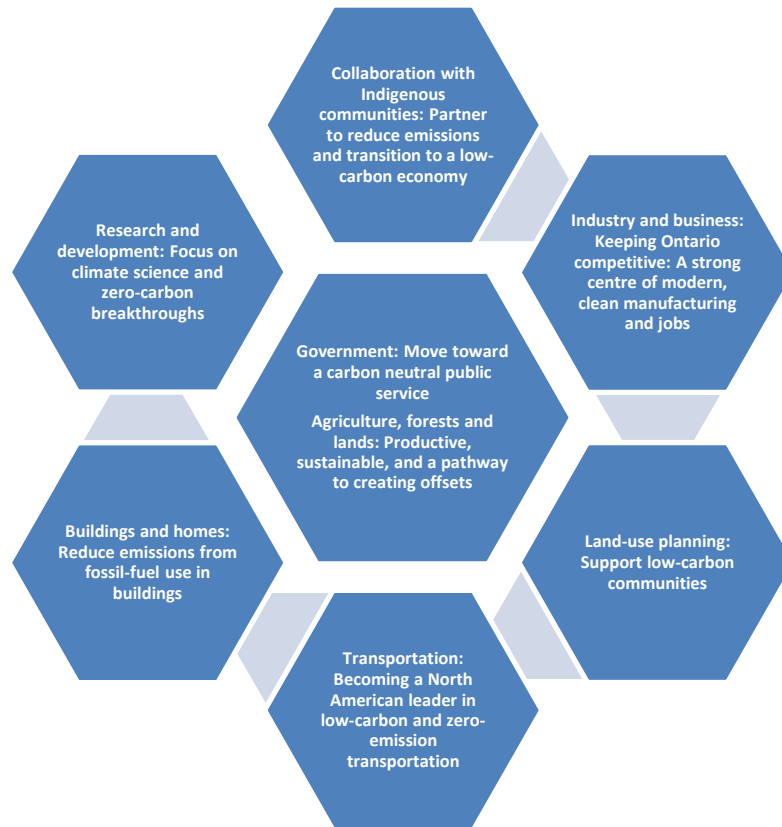 Collaboration with
Indigenous
communities: Partner
to reduce emissions
and transition to a low-
carbon economy
Industry and business:
Keeping Ontario
competitive: A strong
centre of modern,
clean manufacturing
and jobs
Land-use planning:
Support low-carbon
communities
Transportation:
Becoming a North
American leader in
low-carbon and zero-
emission
transportation
Buildings and homes:
Reduce emissions from
fossil-fuel use in
buildings
Research and
development: Focus on
climate science and
zero-carbon
breakthroughs
Government: Move toward
a carbon neutral public
service
Agriculture, forests and
lands: Productive,
sustainable, and a pathway
to creating offsets